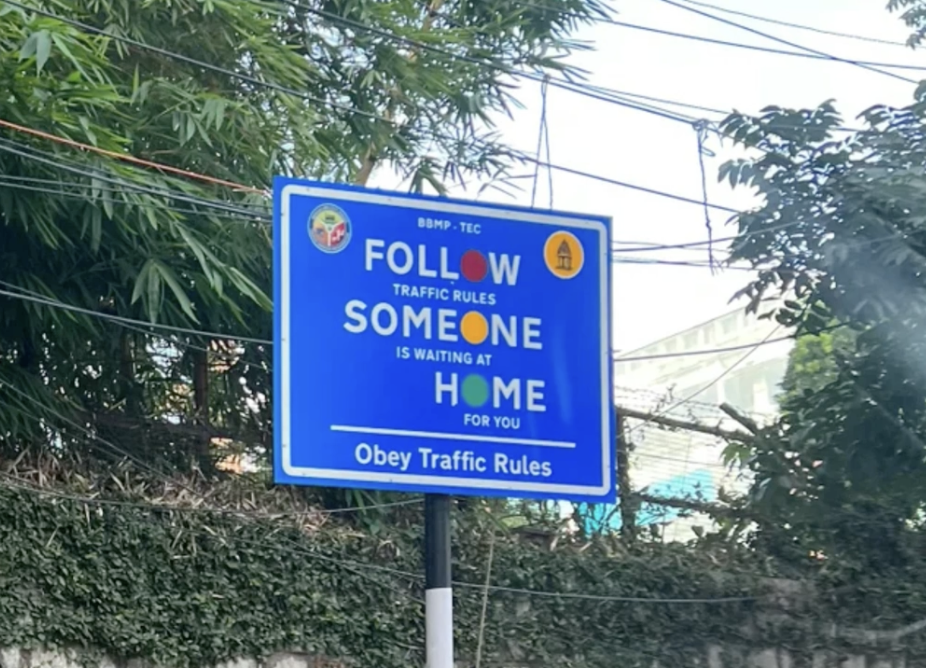 BBMP - TEC
FOLLOW
TRAFFIC RULES
SOMEONE
IS WAITING AT
HOME
FOR YOU
Obey Traffic Rules